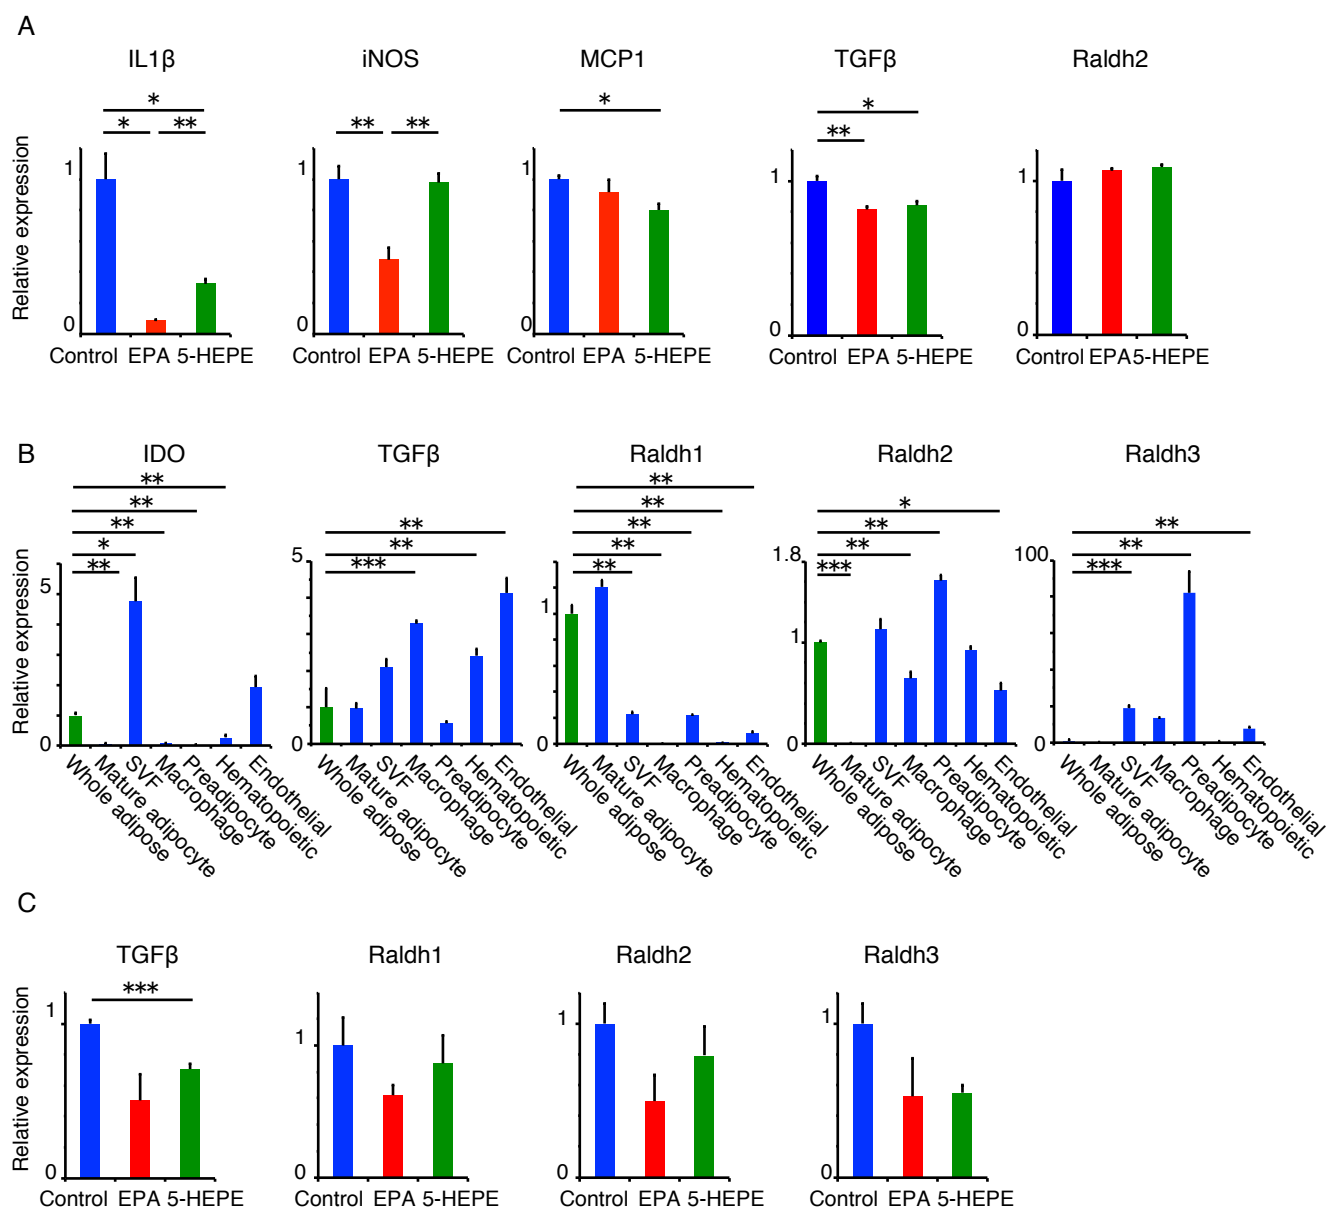 A
IL1β
iNOS
MCP1
TGFβ
Raldh2
* * **
** **
*
* **
Relative expression
1
0
1
1
1
1
0
Control EPA 5-HEPE
Control EPA 5-HEPE
Control EPA 5-HEPE
Control EPA 5-HEPE
Control EPA 5-HEPE
B
IDO
TGFβ
Raldh1
Raldh2
Raldh3
** ** ** * **
** ** ***
** ** ** ** **
* ** ** ***
** ** ***
Relative expression
5
0
5
0
1
0
1.8
1
0
100
0
Whole adipose
Mature adipocyte
SVF
Macrophage
Preadipocyte
Hematopoietic
Endothelial
Whole adipose
Mature adipocyte
SVF
Macrophage
Preadipocyte
Hematopoietic
Endothelial
Whole adipose
Mature adipocyte
SVF
Macrophage
Preadipocyte
Hematopoietic
Endothelial
Whole adipose
Mature adipocyte
SVF
Macrophage
Preadipocyte
Hematopoietic
Endothelial
Whole adipose
Mature adipocyte
SVF
Macrophage
Preadipocyte
Hematopoietic
Endothelial
C
TGFβ
Raldh1
Raldh2
Raldh3
***
Relative expression
1
0
1
0
1
0
1
0
Control EPA 5-HEPE
Control EPA 5-HEPE
Control EPA 5-HEPE
Control EPA 5-HEPE